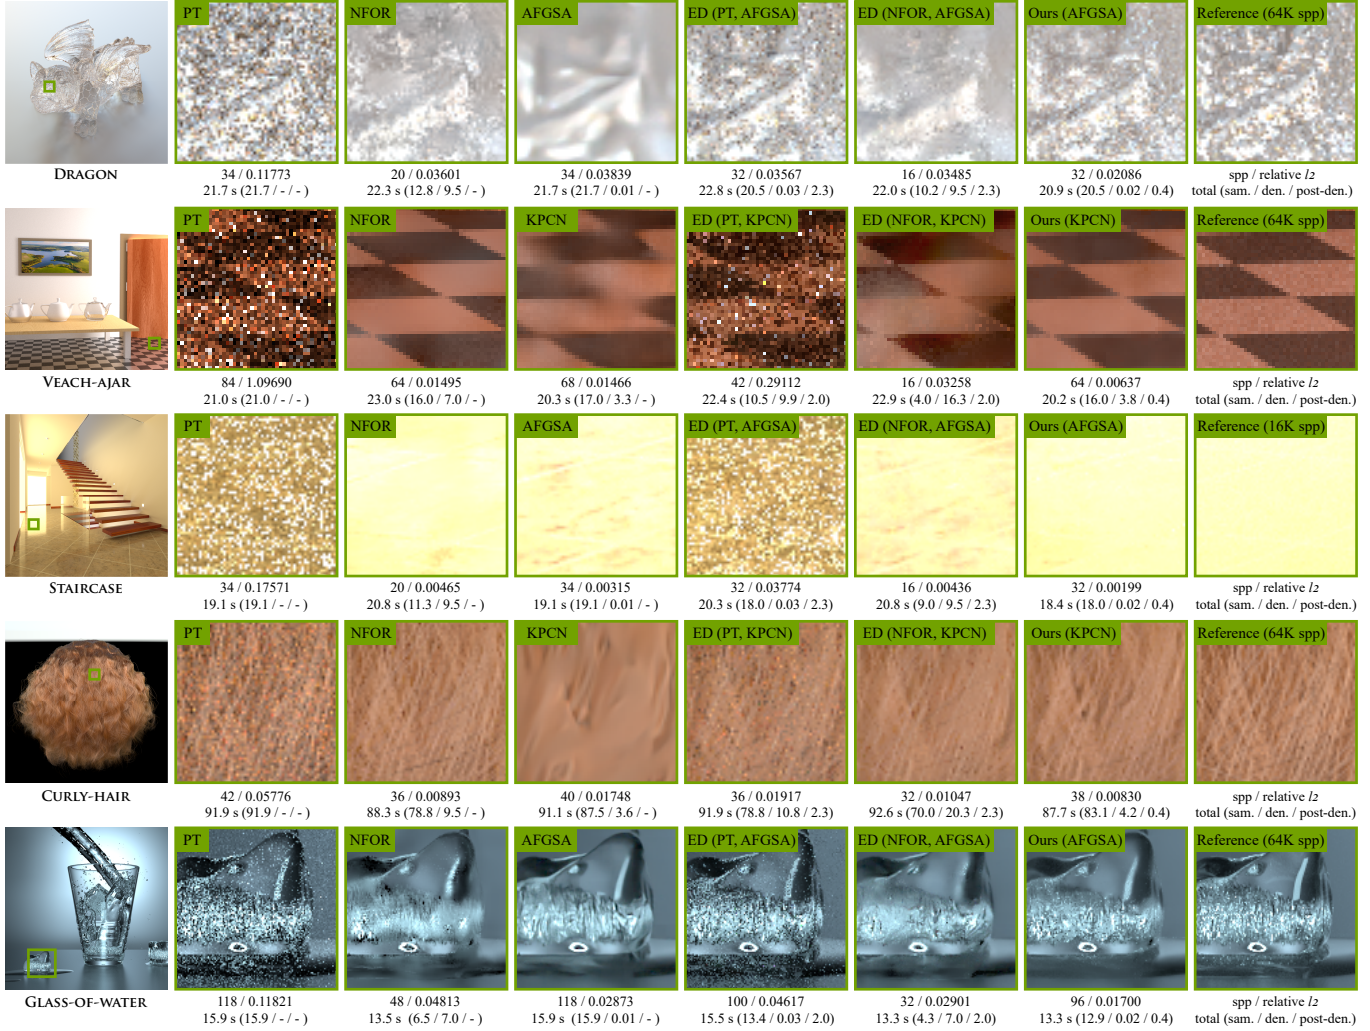 PT
NFOR
AFGSA
ED (PT, AFGSA)
ED (NFOR, AFGSA)
Ours (AFGSA)
Reference (64K spp)
DRAGON
34 / 0.11773
20 / 0.03601
34 / 0.03839
32 / 0.03567
16 / 0.03485
32 / 0.02086
spp / relative l2
21.7 s (21.7 / - / - )
22.3 s (12.8 / 9.5 / - )
21.7 s (21.7 / 0.01 / - )
22.8 s (20.5 / 0.03 / 2.3)
22.0 s (10.2 / 9.5 / 2.3)
20.9 s (20.5 / 0.02 / 0.4)
total (sam. / den. / post-den.)
PT
NFOR
KPCN
ED (PT, KPCN)
ED (NFOR, KPCN)
Ours (KPCN)
Reference (64K spp)
VEACH-AJAR
84 / 1.09690
64 / 0.01495
68 / 0.01466
42 / 0.29112
16 / 0.03258
64 / 0.00637
spp / relative l2
21.0 s (21.0 / - / - )
23.0 s (16.0 / 7.0 / - )
20.3 s (17.0 / 3.3 / - )
22.4 s (10.5 / 9.9 / 2.0)
22.9 s (4.0 / 16.3 / 2.0)
20.2 s (16.0 / 3.8 / 0.4)
total (sam. / den. / post-den.)
PT
NFOR
AFGSA
ED (PT, AFGSA)
ED (NFOR, AFGSA)
Ours (AFGSA)
Reference (16K spp)
STAIRCASE
34 / 0.17571
20 / 0.00465
34 / 0.00315
32 / 0.03774
16 / 0.00436
32 / 0.00199
spp / relative l2
19.1 s (19.1 / - / - )
20.8 s (11.3 / 9.5 / - )
19.1 s (19.1 / 0.01 / - )
20.3 s (18.0 / 0.03 / 2.3)
20.8 s (9.0 / 9.5 / 2.3)
18.4 s (18.0 / 0.02 / 0.4)
total (sam. / den. / post-den.)
PT
NFOR
KPCN
ED (PT, KPCN)
ED (NFOR, KPCN)
Ours (KPCN)
Reference (64K spp)
CURLY-HAIR
42 / 0.05776
36 / 0.00893
40 / 0.01748
36 / 0.01917
32 / 0.01047
38 / 0.00830
spp / relative l2
91.9 s (91.9 / - / - )
88.3 s (78.8 / 9.5 / - )
91.1 s (87.5 / 3.6 / - )
91.9 s (78.8 / 10.8 / 2.3)
92.6 s (70.0 / 20.3 / 2.3)
87.7 s (83.1 / 4.2 / 0.4)
total (sam. / den. / post-den.)
PT
NFOR
AFGSA
ED (PT, AFGSA)
ED (NFOR, AFGSA)
Ours (AFGSA)
Reference (64K spp)
GLASS-OF-WATER
118 / 0.11821
48 / 0.04813
118 / 0.02873
100 / 0.04617
32 / 0.02901
96 / 0.01700
spp / relative l2
15.9 s (15.9 / - / - )
13.5 s (6.5 / 7.0 / - )
15.9 s (15.9 / 0.01 / - )
15.5 s (13.4 / 0.03 / 2.0)
13.3 s (4.3 / 7.0 / 2.0)
13.3 s (12.9 / 0.02 / 0.4)
total (sam. / den. / post-den.)